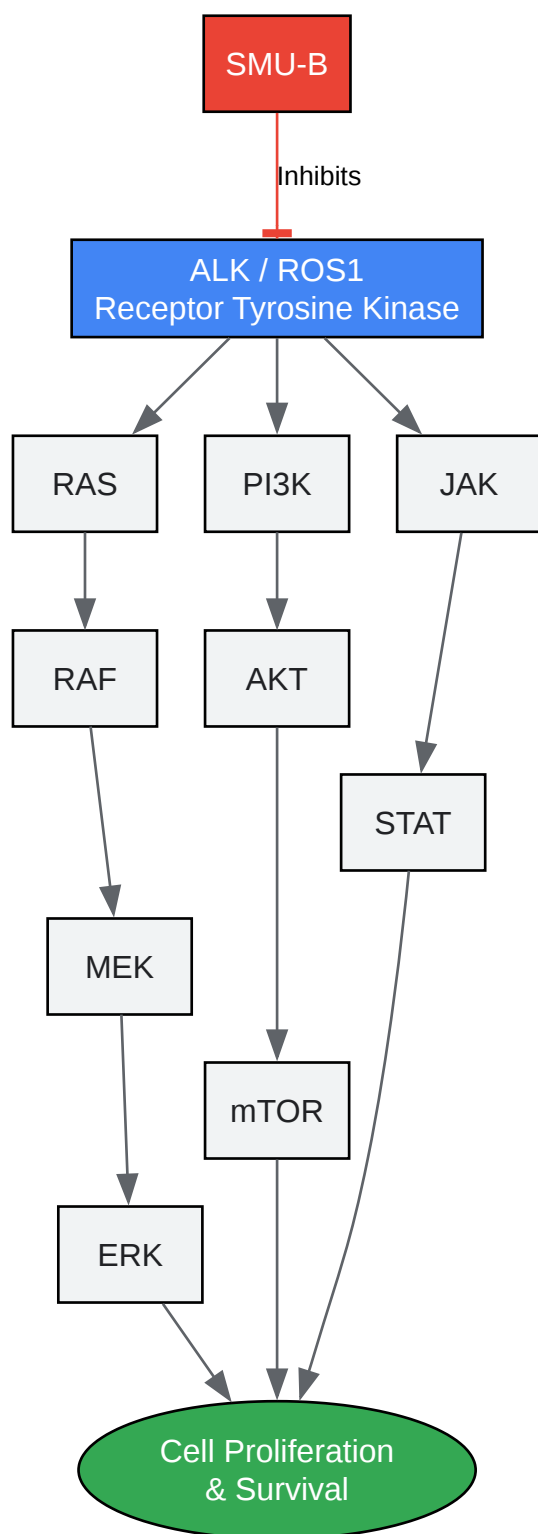 SMU-B
Inhibits
ALK / ROS1
Receptor Tyrosine Kinase
RAS
PI3K
JAK
RAF
AKT
STAT
MEK
mTOR
ERK
Cell Proliferation
& Survival